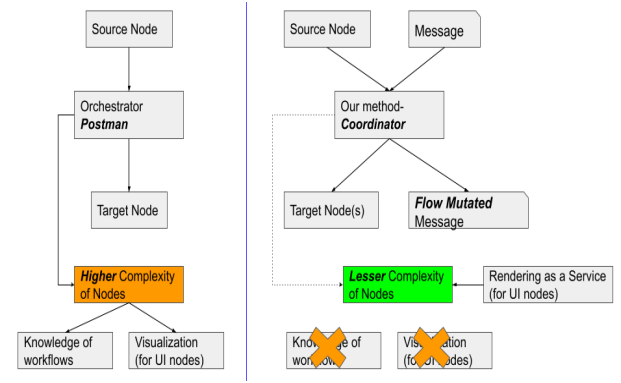 Source Node
Orchestrator
Postman
Target Node
Higher Complexity
of Nodes
Knowledge of
workflows
Visualization
(for UI nodes)
Source Node
Message
Our method-
Coordinator
Target Node(s)
Flow Mutated
Message
Lesser Complexity
of Nodes
Rendering as a Service
(for UI nodes)
of